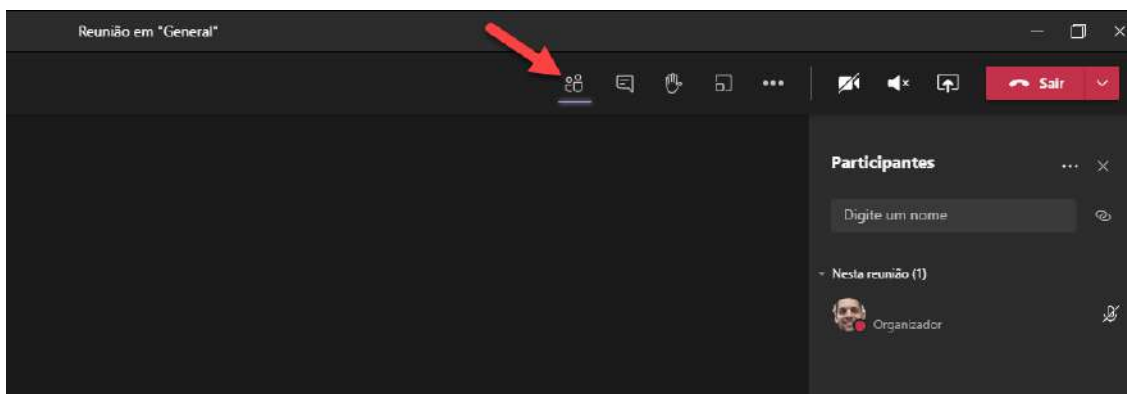 Reunião em "General"
Sair
Participantes
Digite um nome
Nesta reunião (1)
Organizador